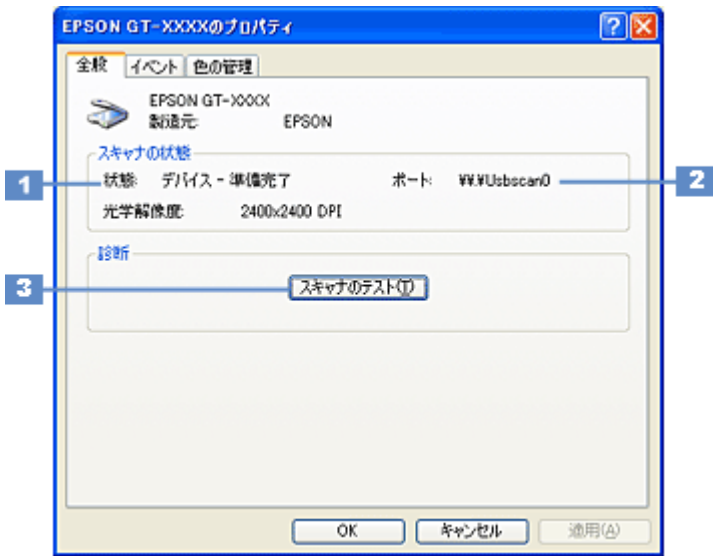 EPSON GT-XXXXのプロパティ
全般 イベント 色の管理
EPSON GT-XXXX
製造元: EPSON
スキャナの状態
1 状態: デバイス - 準備完了 ポート: ¥¥.¥Usbscan0 2
光学解像度: 2400x2400 DPI
診断
3 スキャナのテスト(T)
OK キャンセル 適用(A)